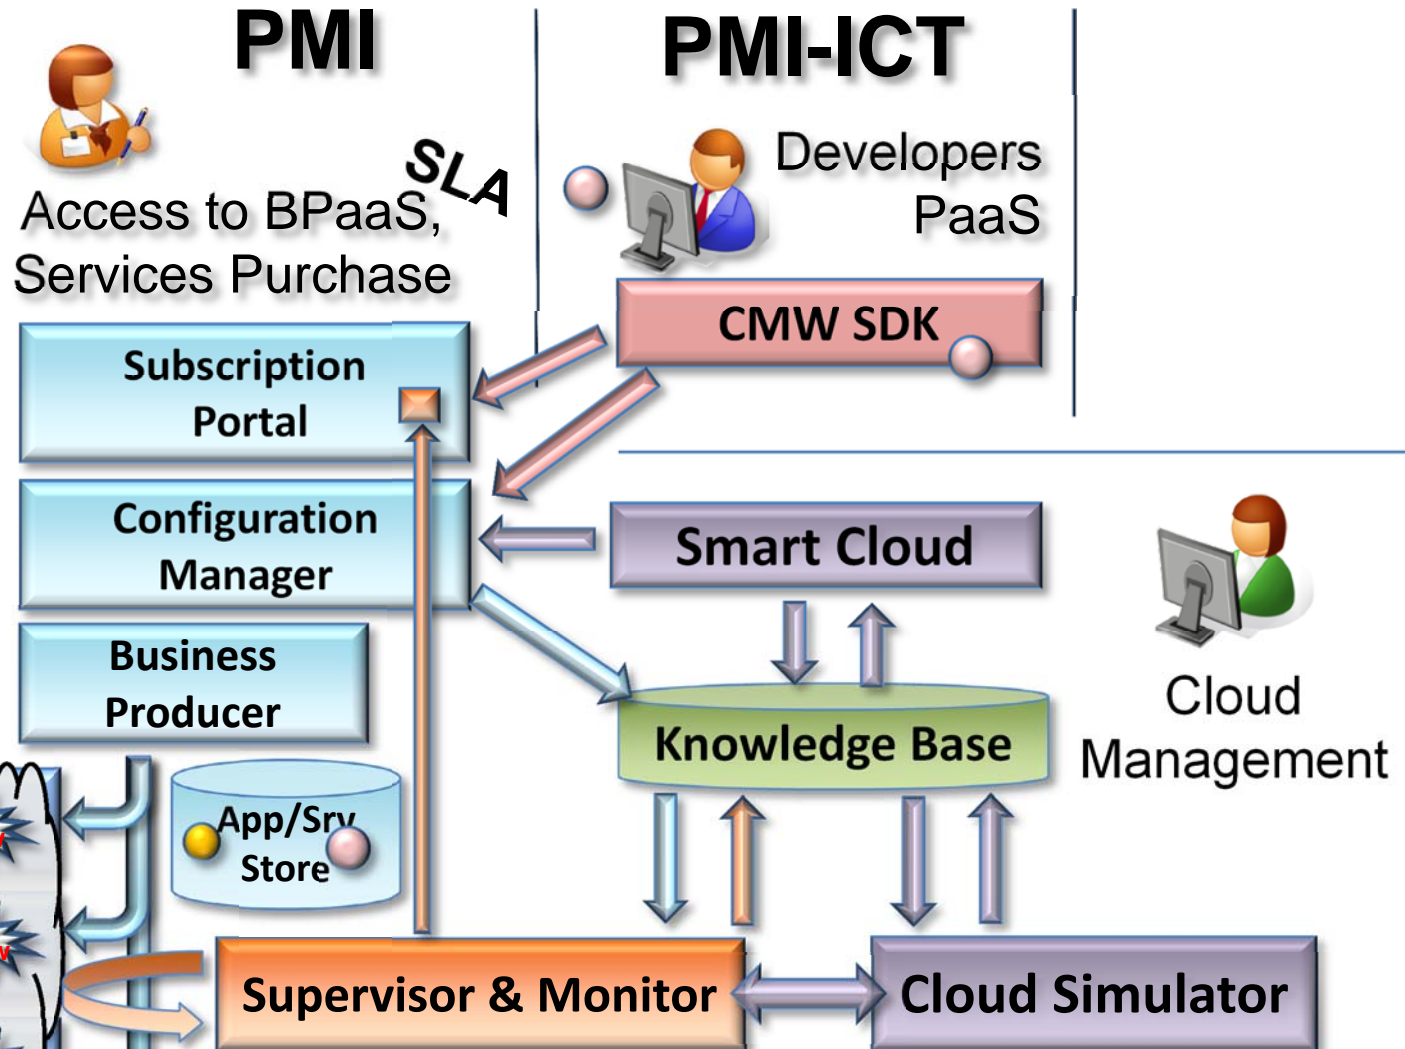 PMI
PMI-ICT
SLA
Developers
PaaS
Access to BPaaS,
Services Purchase
CMW SDK
Subscription
Portal
Configuration
Manager
Smart Cloud
Business
Producer
Knowledge Base
Cloud
Management
App/Srv
Store
Supervisor & Monitor
Cloud Simulator